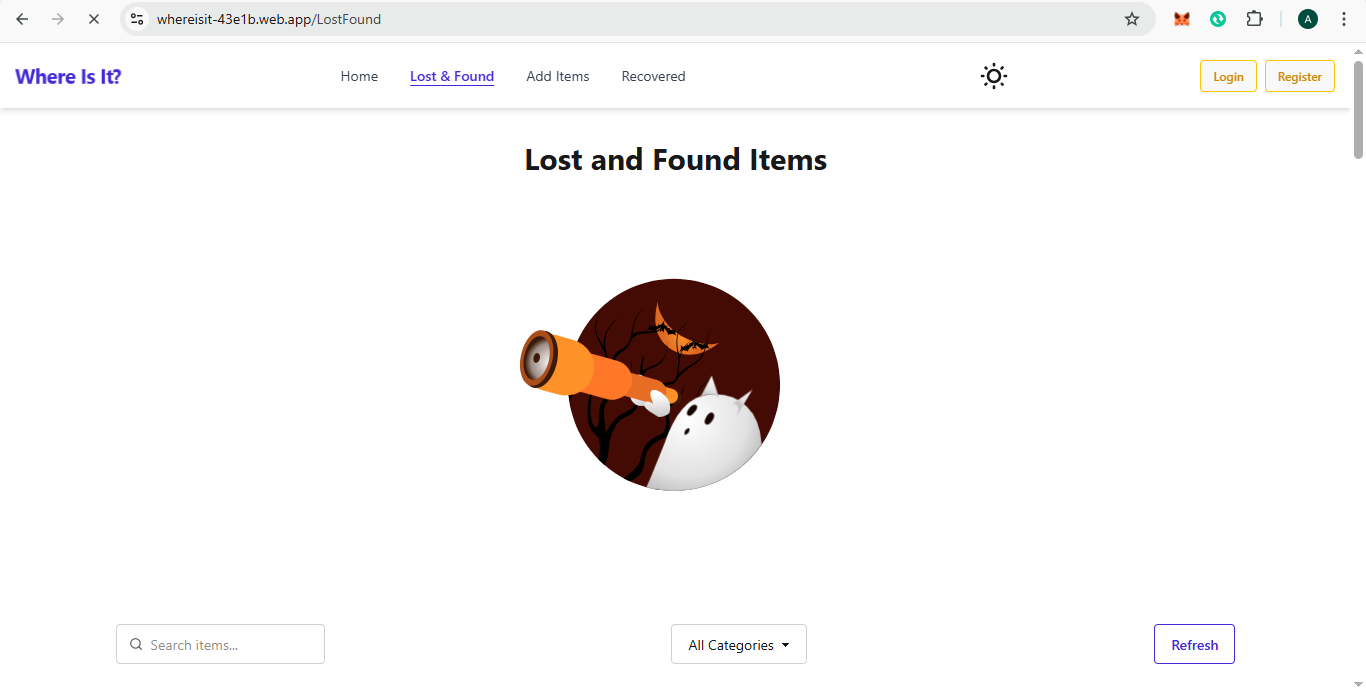 whereisit-43e1b.web.app/LostFound
A
Where Is It?
Home
Lost & Found
Add Items
Recovered
Login
Register
Lost and Found Items
Search items...
All Categories
Refresh